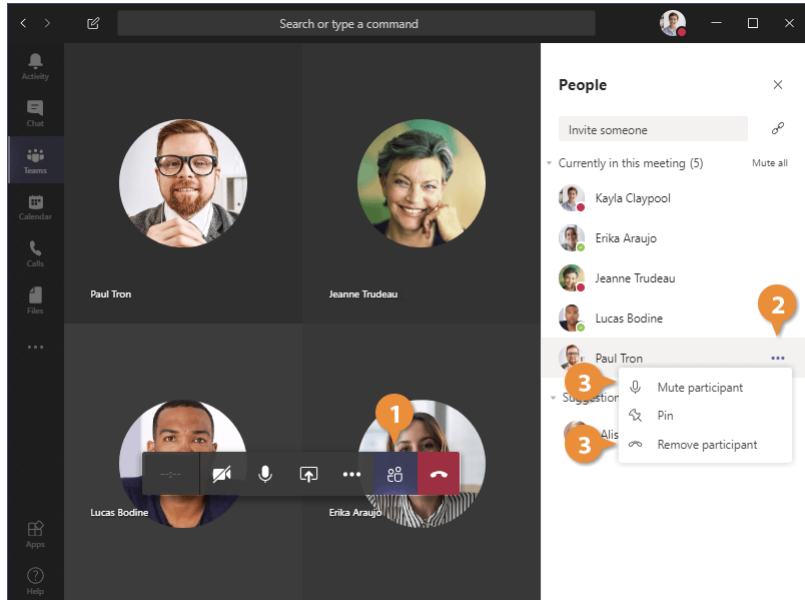 Search or type a command
Activity
Chat
Teams
Calendar
Calls
Files
Apps
Help
Paul Tron
Jeanne Trudeau
Lucas Bodine
Erika Araujo
1
--:--
People
Invite someone
Currently in this meeting (5)
Mute all
Kayla Claypool
Erika Araujo
Jeanne Trudeau
Lucas Bodine
2
Paul Tron
3
Mute participant
Pin
3
Remove participant